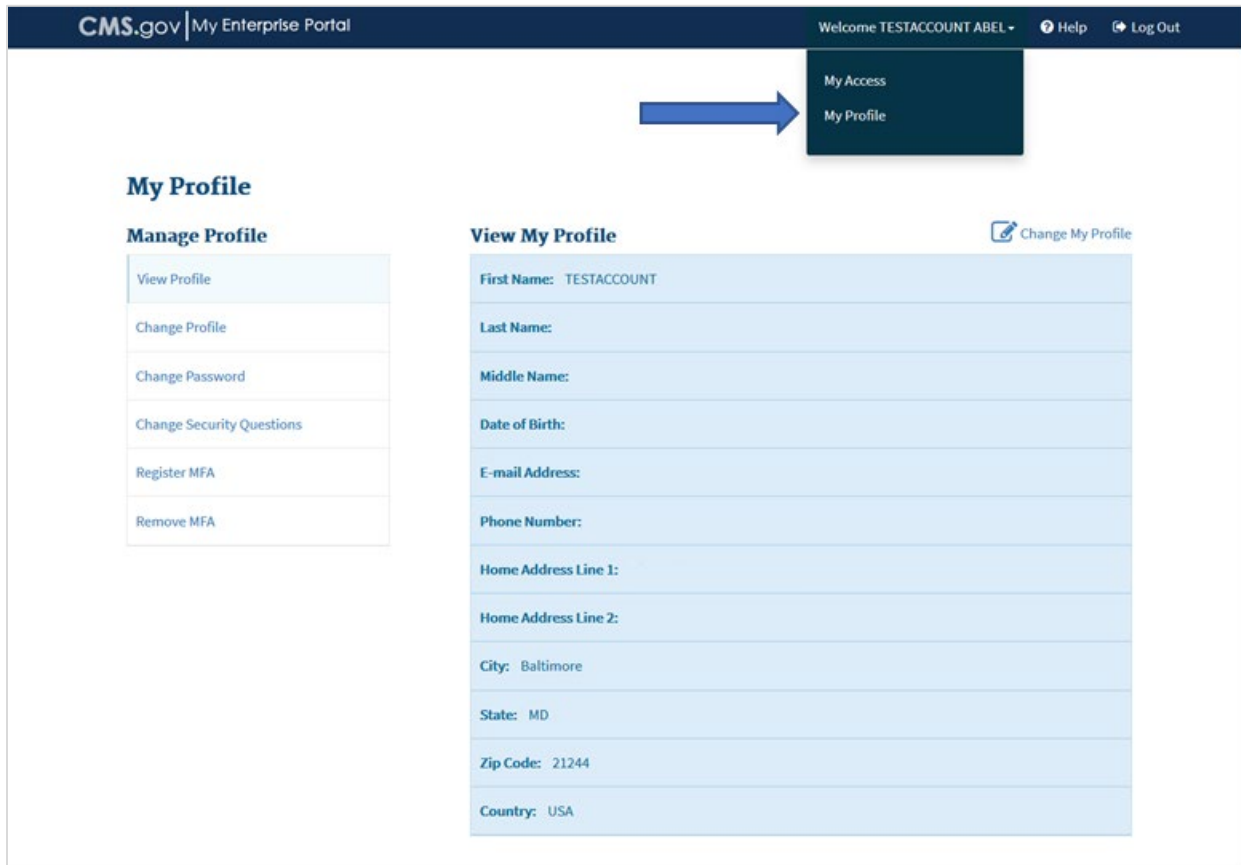 CMS.gov My Enterprise Portal Welcome TESTACCOUNT ABEL Help Log Out
My Access
My Profile
My Profile
Manage Profile
View Profile
Change Profile
Change Password
Change Security Questions
Register MFA
Remove MFA
View My Profile
Change My Profile
First Name: TESTACCOUNT
Last Name:
Middle Name:
Date of Birth:
E-mail Address:
Phone Number:
Home Address Line 1:
Home Address Line 2:
City: Baltimore
State: MD
Zip Code: 21244
Country: USA